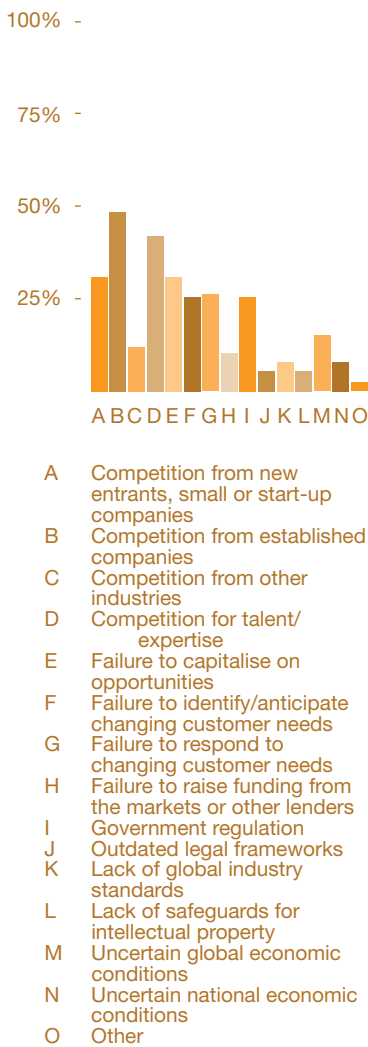 100%
75%
50%
25%
A B C D E F G H I J K L M N O
A Competition from new
entrants, small or start-up
companies
B Competition from established
companies
C Competition from other
industries
D Competition for talent/
expertise
E Failure to capitalise on
opportunities
F Failure to identify/anticipate
changing customer needs
G Failure to respond to
changing customer needs
H Failure to raise funding from
the markets or other lenders
I Government regulation
J Outdated legal frameworks
K Lack of global industry
standards
L Lack of safeguards for
intellectual property
M Uncertain global economic
conditions
N Uncertain national economic
conditions
O Other